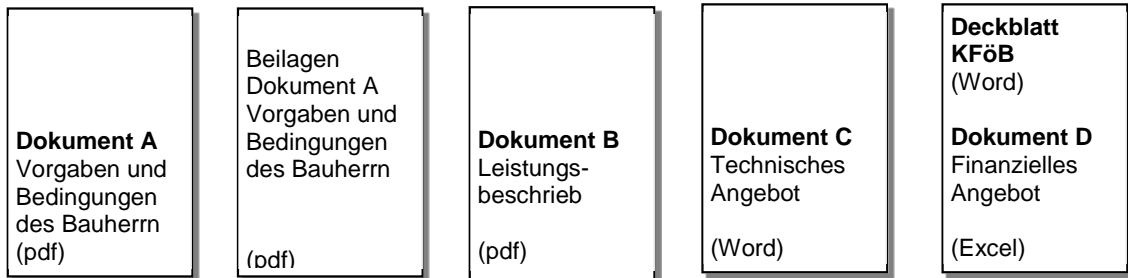 Dokument A
Vorgaben und
Bedingungen
des Bauherrn
(pdf)
Beilagen
Dokument A
Vorgaben und
Bedingungen
des Bauherrn
(pdf)
Dokument B
Leistungs-
beschrieb
(pdf)
Dokument C
Technisches
Angebot
(Word)
Deckblatt
KFöB
(Word)
Dokument D
Finanzielles
Angebot
(Excel)